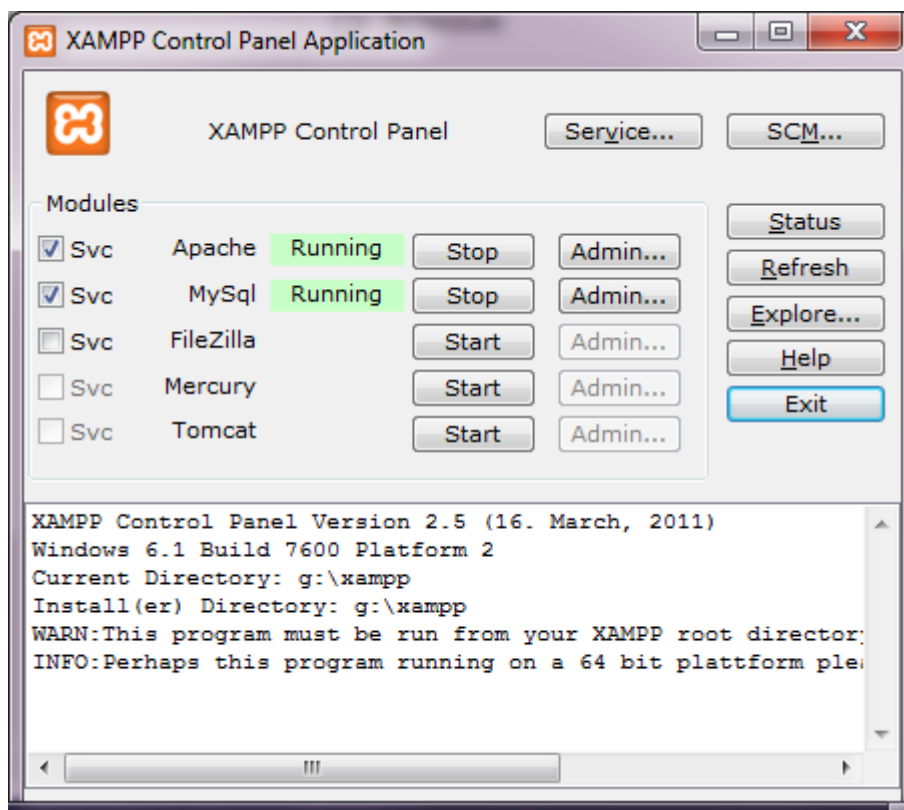 XAMPP Control Panel Application
XAMPP Control Panel Service... SCM...
Modules
Svc Apache Running Stop Admin...
Svc MySql Running Stop Admin...
Svc FileZilla Start Admin...
Svc Mercury Start Admin...
Svc Tomcat Start Admin...
Status
Refresh
Explore...
Help
Exit
XAMPP Control Panel Version 2.5 (16. March, 2011)
Windows 6.1 Build 7600 Platform 2
Current Directory: g:\xampp
Install(er) Directory: g:\xampp
WARN:This program must be run from your XAMPP root
INFO:Perhaps this program running on a 64 bit plattform